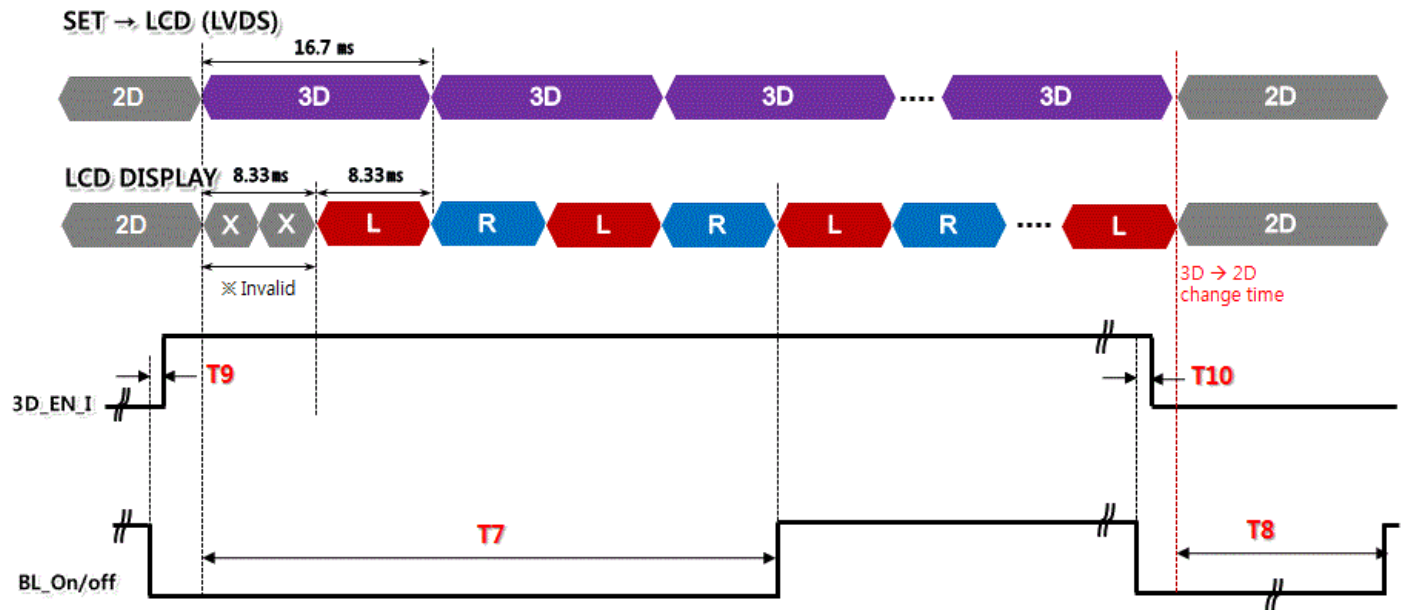 SET → LCD (LVDS)
16.7 ms
2D 3D 3D 3D .... 3D 2D
LCD DISPLAY 8.33ms 8.33ms
2D X X L R L R L R .... L 2D
※ Invalid
3D → 2D
change time
T9 T10
3D_EN_I
T7 T8
BL_On/off